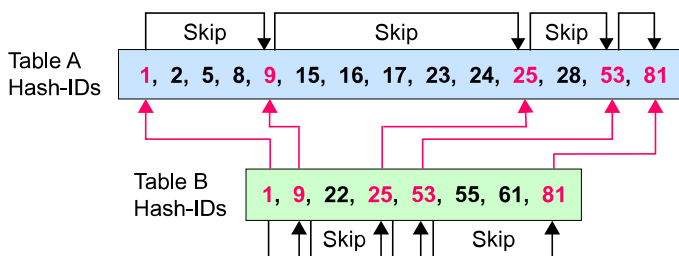 Skip Skip Skip
Table A
Hash-IDs
1, 2, 5, 8, 9, 15, 16, 17, 23, 24, 25, 28, 53, 81
Table B
Hash-IDs
1, 9, 22, 25, 53, 55, 61, 81
Skip Skip